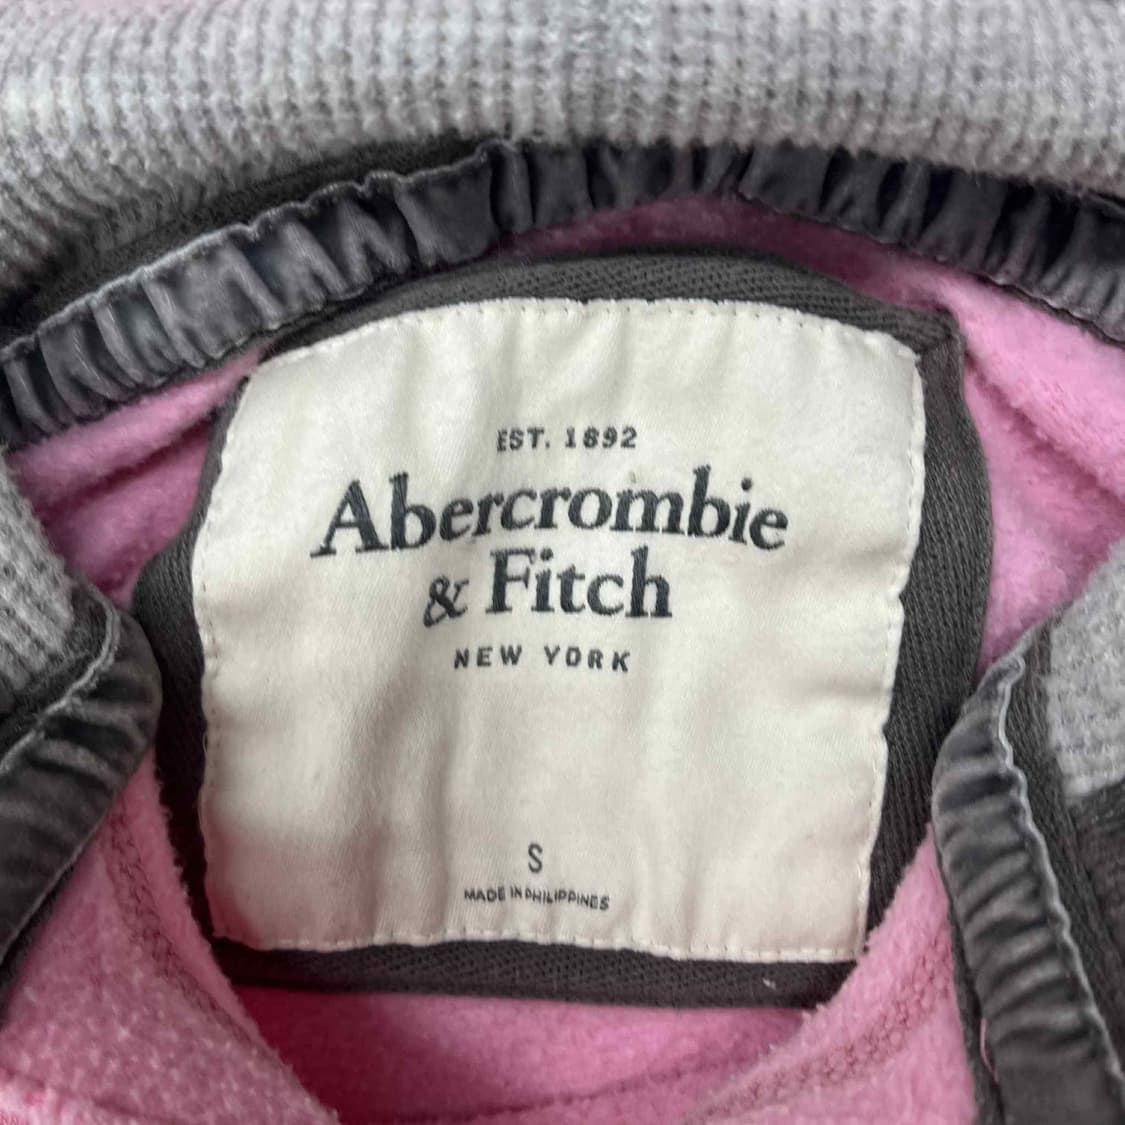 EST. 1892
Abercrombie
& Fitch
NEW YORK
S
MADE IN PHILIPPINES